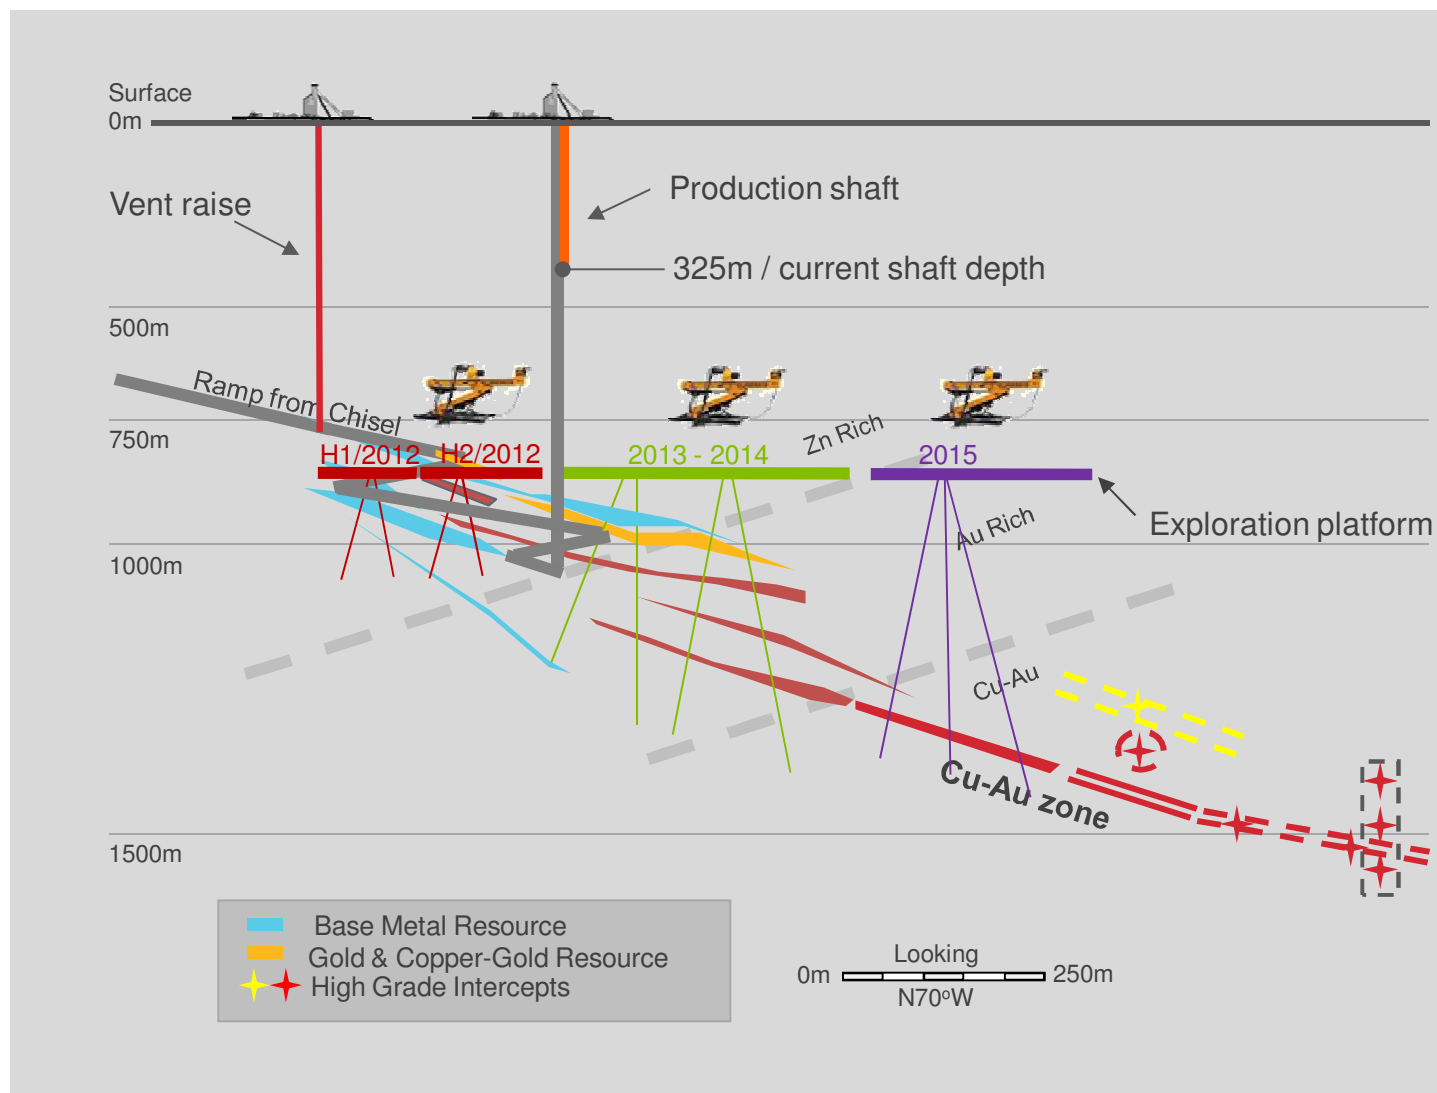 Surface
0m
Vent raise
Production shaft
325m / current shaft depth
500m
Ramp from Chisel
750m
H1/2012
H2/2012
2013 - 2014
Zn Rich
2015
Au Rich
Exploration platform
1000m
Cu-Au
Cu-Au zone
1500m
Base Metal Resource
Gold & Copper-Gold Resource
High Grade Intercepts
Looking
0m
250m
N70ºW